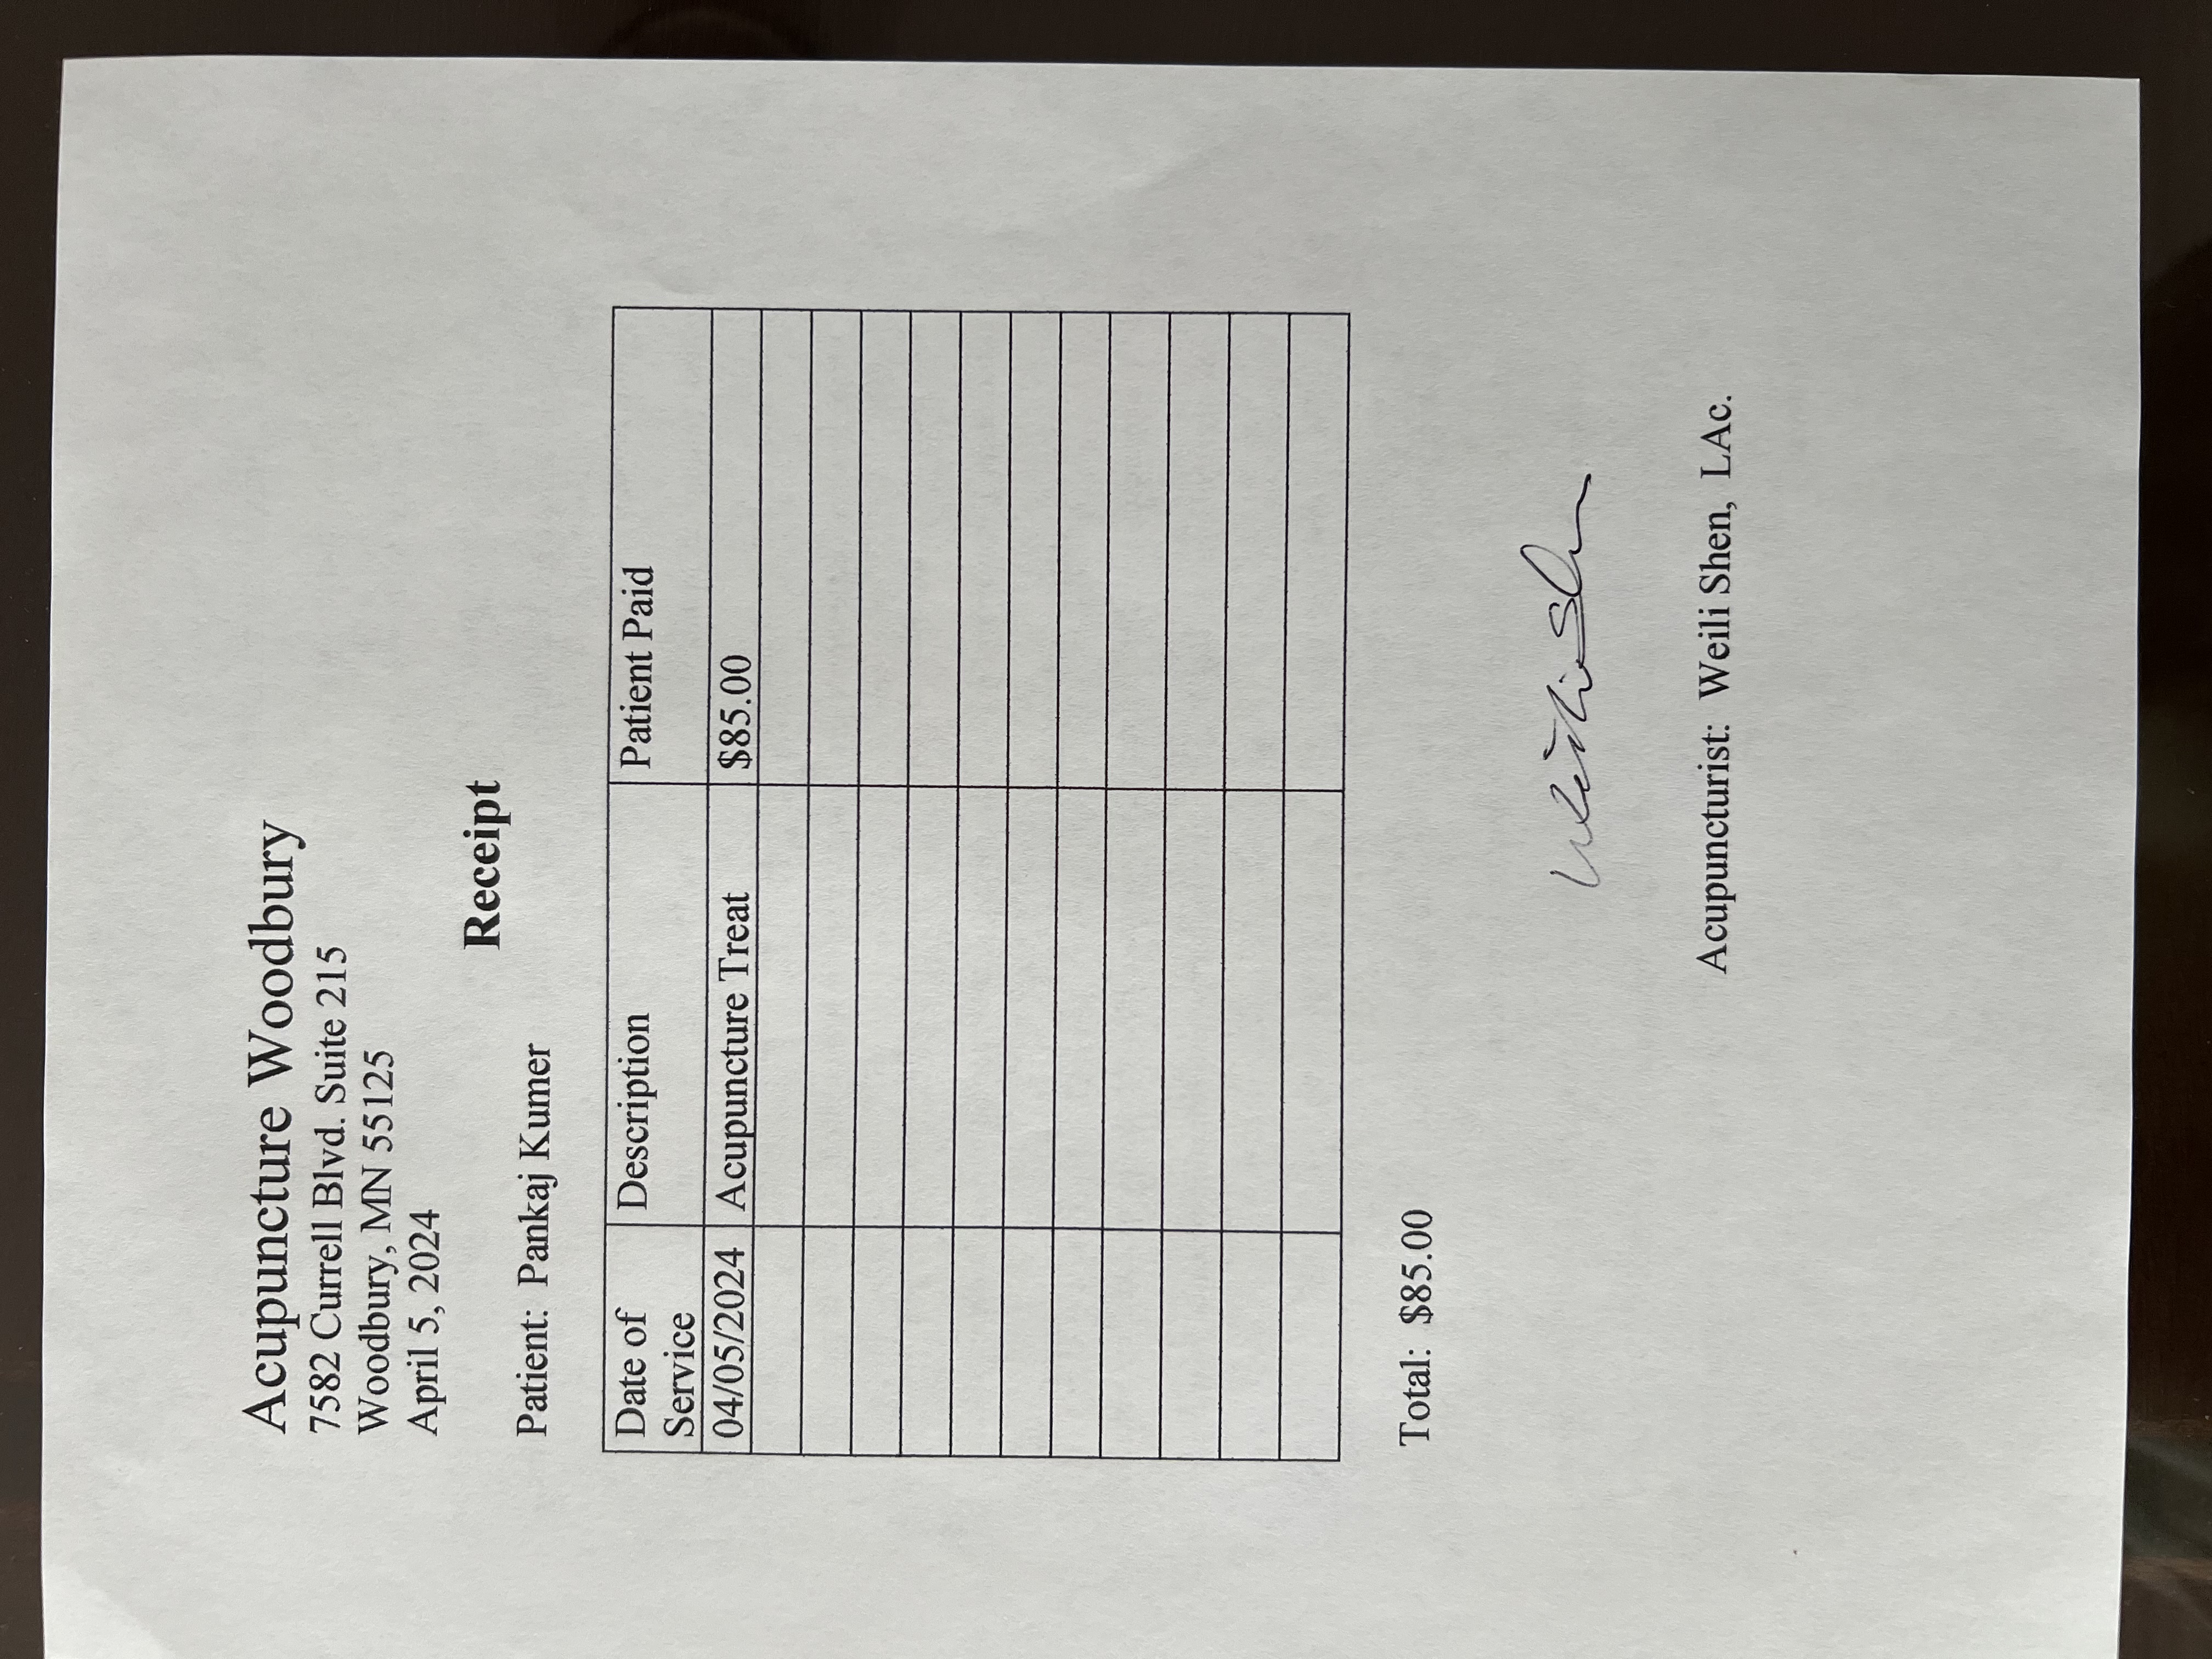 Acupuncture Woodbury
7582 Currell Blvd. Suite 215
Woodbury, MN 55125
April 5, 2024
Receipt
Patient: Pankaj Kumer
Date of Service Description Patient Paid
04/05/2024 Acupuncture Treat $85.00
Total: $85.00
Weili Shen
Acupuncturist: Weili Shen, LAc.